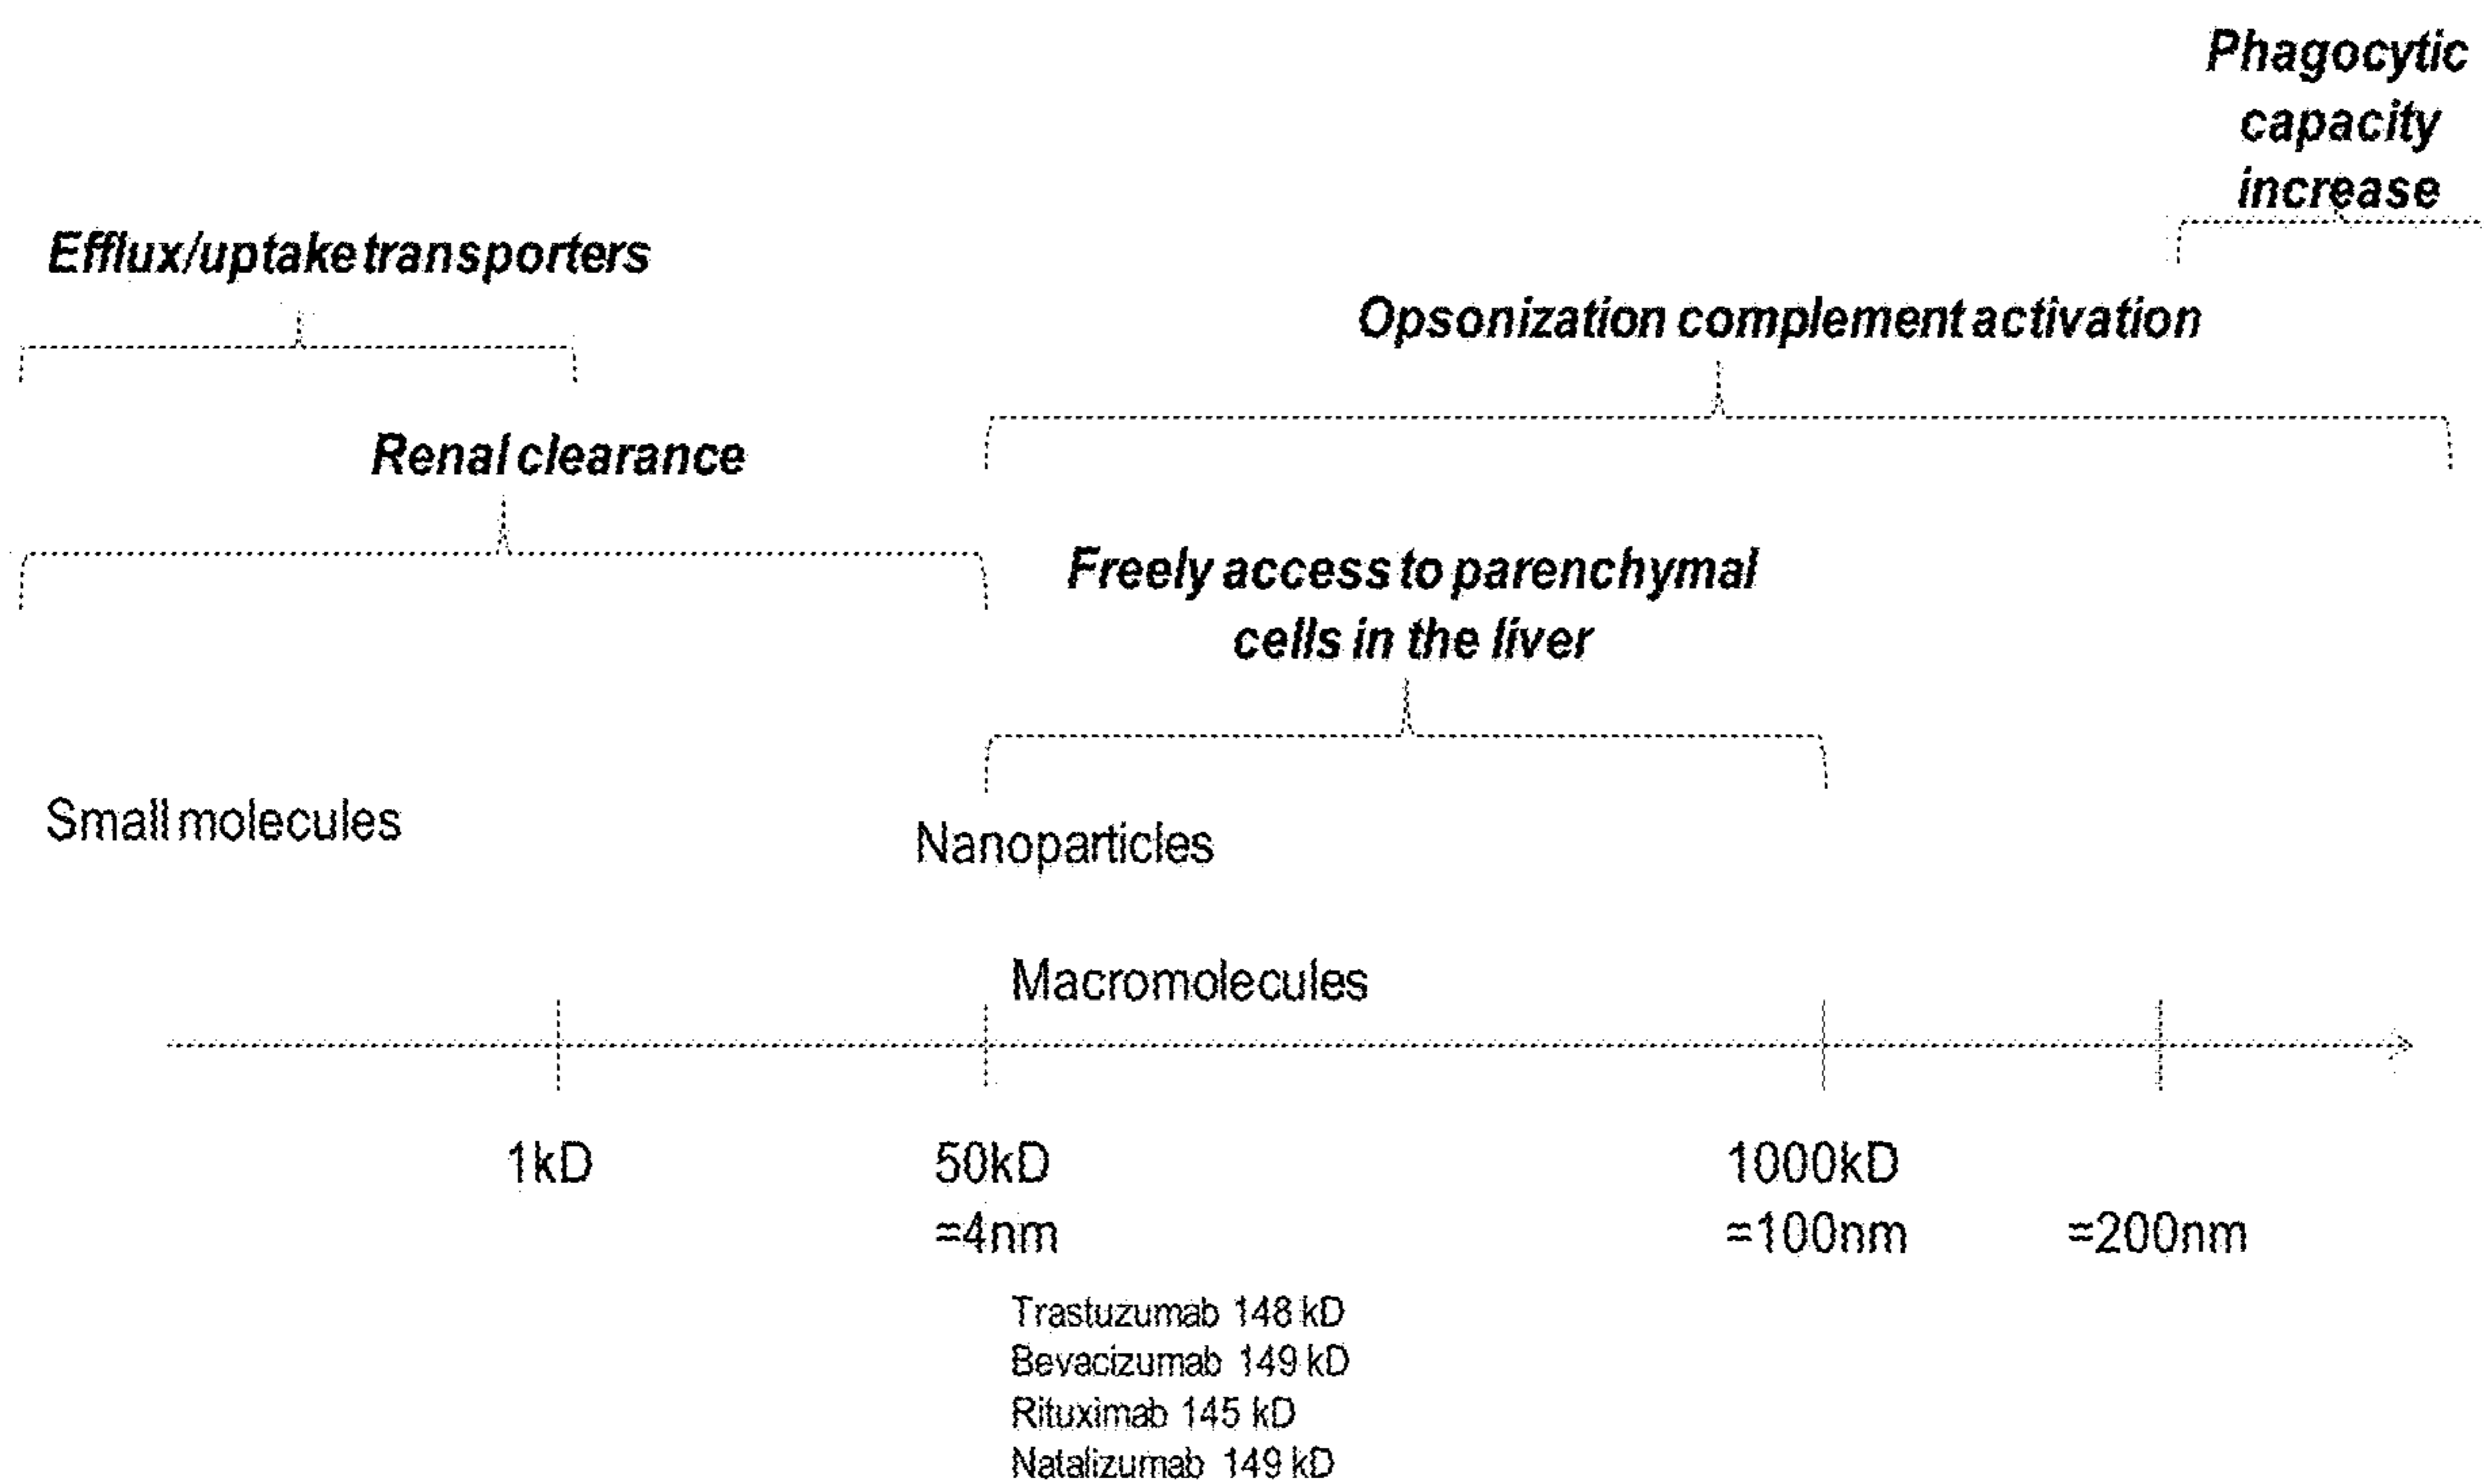 Phagocytic
capacity
increase
Efflux/uptake transporters
Opsonization complement activation
Renal clearance
Freely access to parenchymal
cells in the liver
Small molecules
Nanoparticles
Macromolecules
1kD
50kD
1000kD
≈4nm
≈100nm
≈200nm
Trastuzumab 148 kD
Bevacizumab 149 kD
Rituximab 145 kD
Natalizumab 149 kD